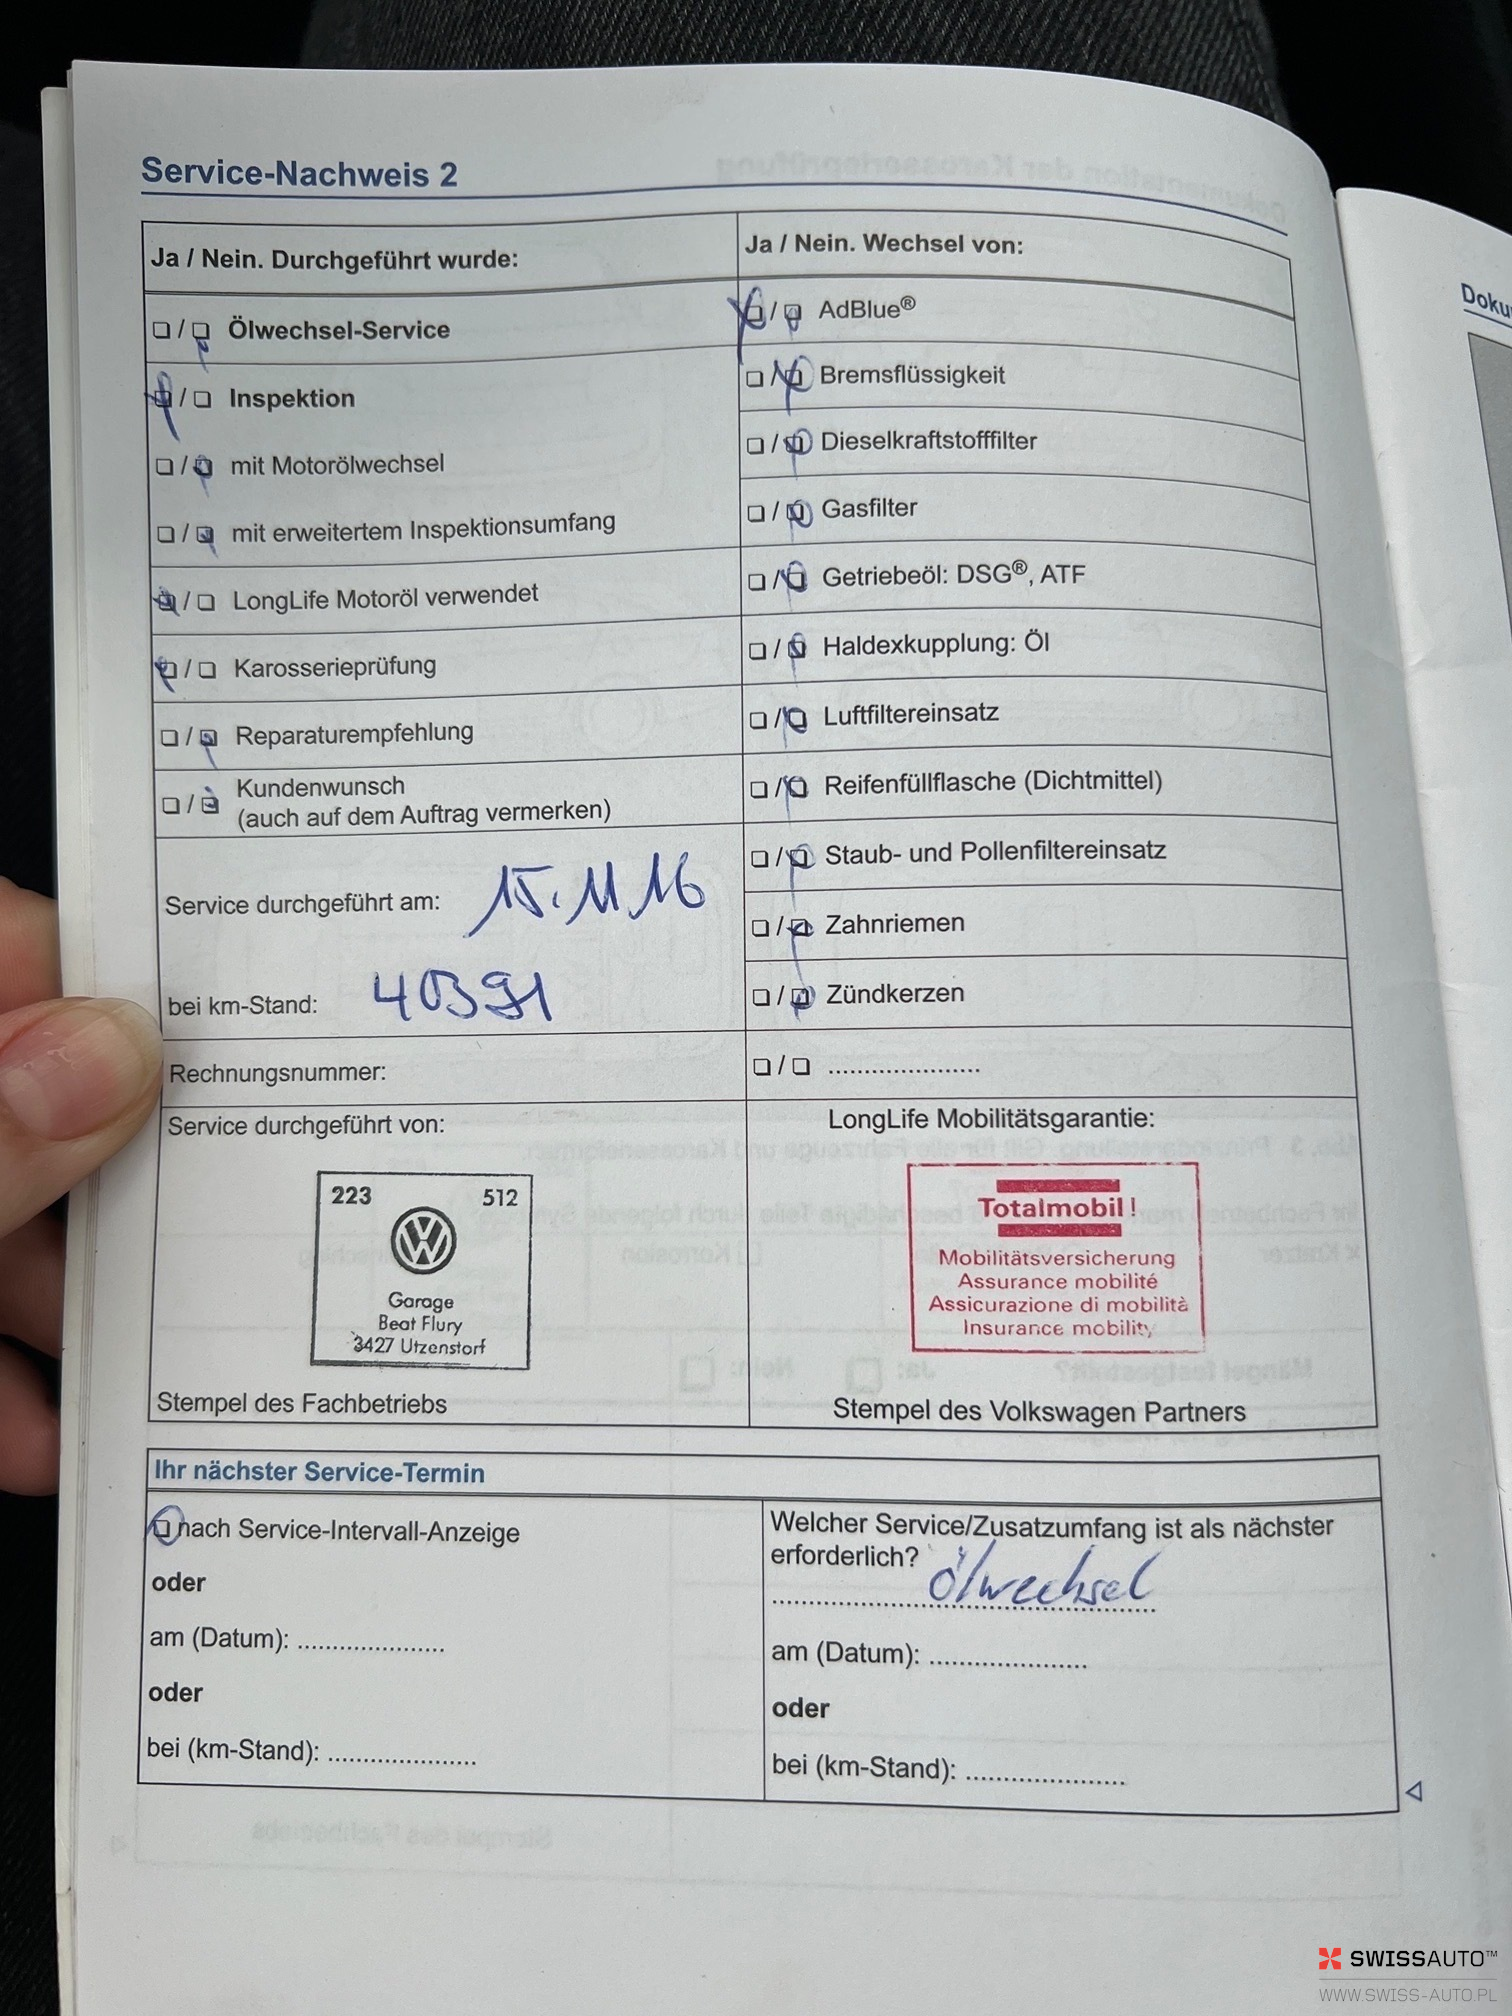 Service-Nachweis 2
Ja / Nein. Durchgeführt wurde:
❏ / ❏ Ölwechsel-Service
❏ / ❏ Inspektion
❏ / ❏ mit Motorölwechsel
❏ / ❏ mit erweitertem Inspektionsumfang
❏ / ❏ LongLife Motoröl verwendet
❏ / ❏ Karosserieprüfung
❏ / ❏ Reparaturempfehlung
❏ / ❏ Kundenwunsch
(auch auf dem Auftrag vermerken)
Service durchgeführt am: 15.11.16
bei km-Stand: 40391
Rechnungsnummer:
Ja / Nein. Wechsel von:
❏ / ❏ AdBlue®
❏ / ❏ Bremsflüssigkeit
❏ / ❏ Dieselkraftstofffilter
❏ / ❏ Gasfilter
❏ / ❏ Getriebeöl: DSG®, ATF
❏ / ❏ Haldexkupplung: Öl
❏ / ❏ Luftfiltereinsatz
❏ / ❏ Reifenfüllflasche (Dichtmittel)
❏ / ❏ Staub- und Pollenfiltereinsatz
❏ / ❏ Zahnriemen
❏ / ❏ Zündkerzen
❏ / ❏ ......................
Service durchgeführt von:
223 512
Garage
Beat Flury
3427 Utzenstorf
Stempel des Fachbetriebs
LongLife Mobilitätsgarantie:
Totalmobil!
Mobilitätsversicherung
Assurance mobilité
Assicurazione di mobilità
Insurance mobility
Stempel des Volkswagen Partners
Ihr nächster Service-Termin
❏ nach Service-Intervall-Anzeige
oder
am (Datum): ......................
oder
bei (km-Stand): ......................
Welcher Service/Zusatzumfang ist als nächster
erforderlich?
Ölwechsel
am (Datum): ......................
oder
bei (km-Stand): ......................
Doku
SWISSAUTO™
WWW.SWISS-AUTO.PL